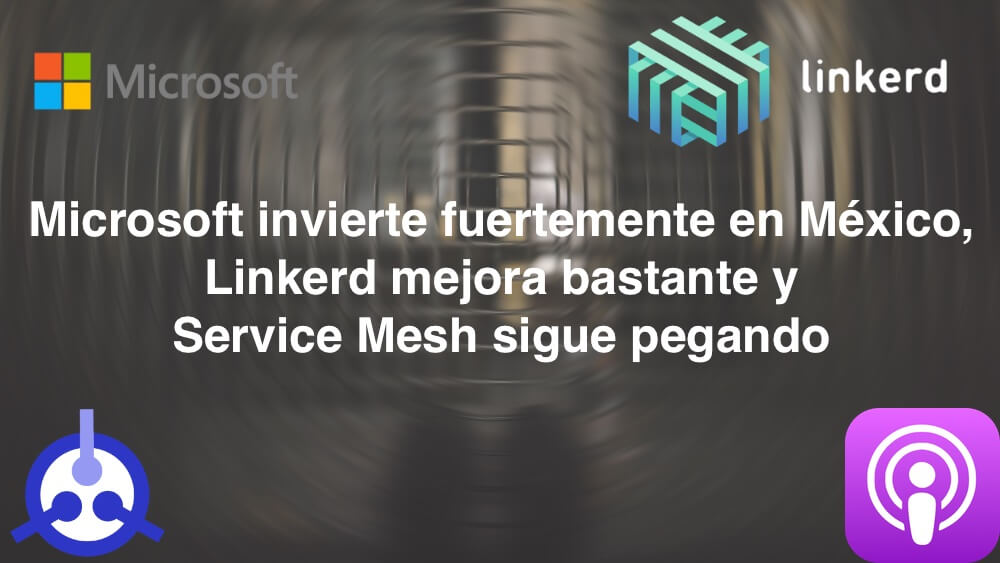 Microsoft
linkerd
Microsoft invierte fuertemente en México,
Linkerd mejora bastante y
Service Mesh sigue pegando